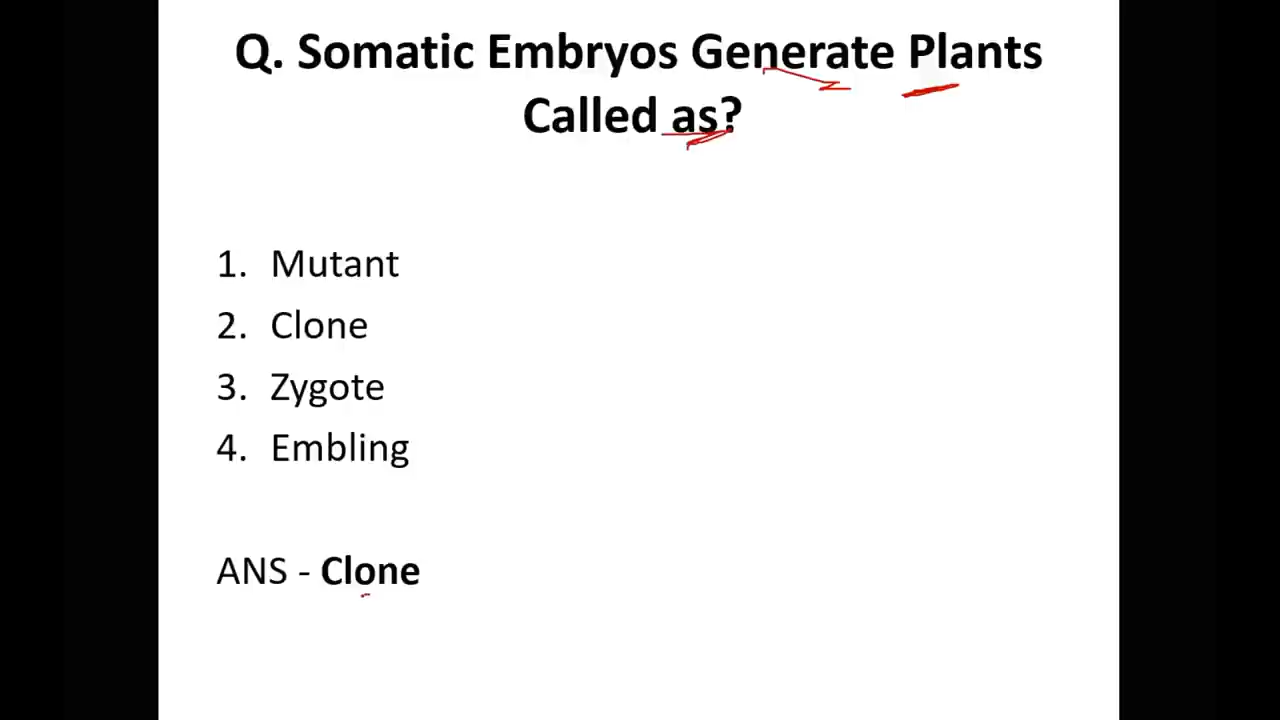 Q. Somatic Embryos Generate Plants
Called as?
1. Mutant
2. Clone
3. Zygote
4. Embling
ANS - Clone